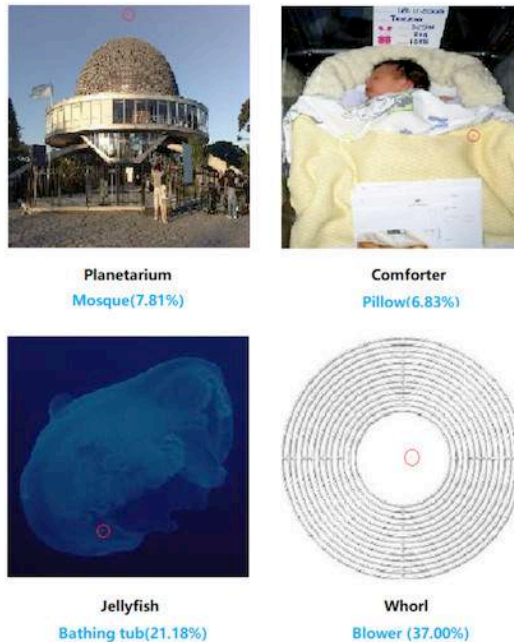 Planetarium
Mosque(7.81%)
Comforter
Pillow(6.83%)
Jellyfish
Bathing tub(21.18%)
Whorl
Blower (37.00%)